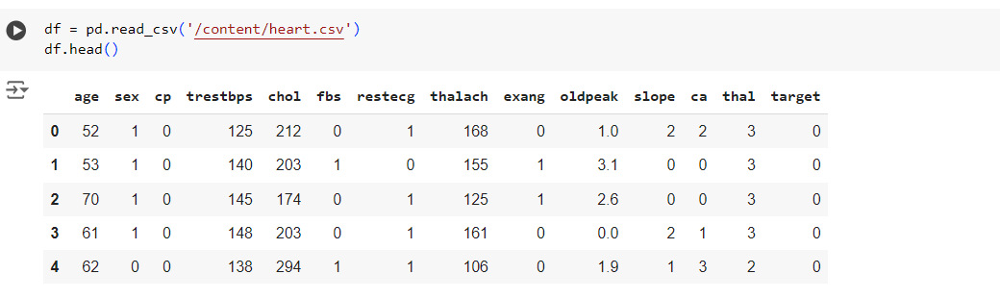 df = pd.read_csv('/content/heart.csv')
df.head()
age sex cp trestbps chol fbs restecg thalach exang oldpeak slope ca thal target
0 52 1 0 125 212 0 1 168 0 1.0 2 2 3 0
1 53 1 0 140 203 1 0 155 1 3.1 0 0 3 0
2 70 1 0 145 174 0 1 125 1 2.6 0 0 3 0
3 61 1 0 148 203 0 1 161 0 0.0 2 1 3 0
4 62 0 0 138 294 1 1 106 0 1.9 1 3 2 0